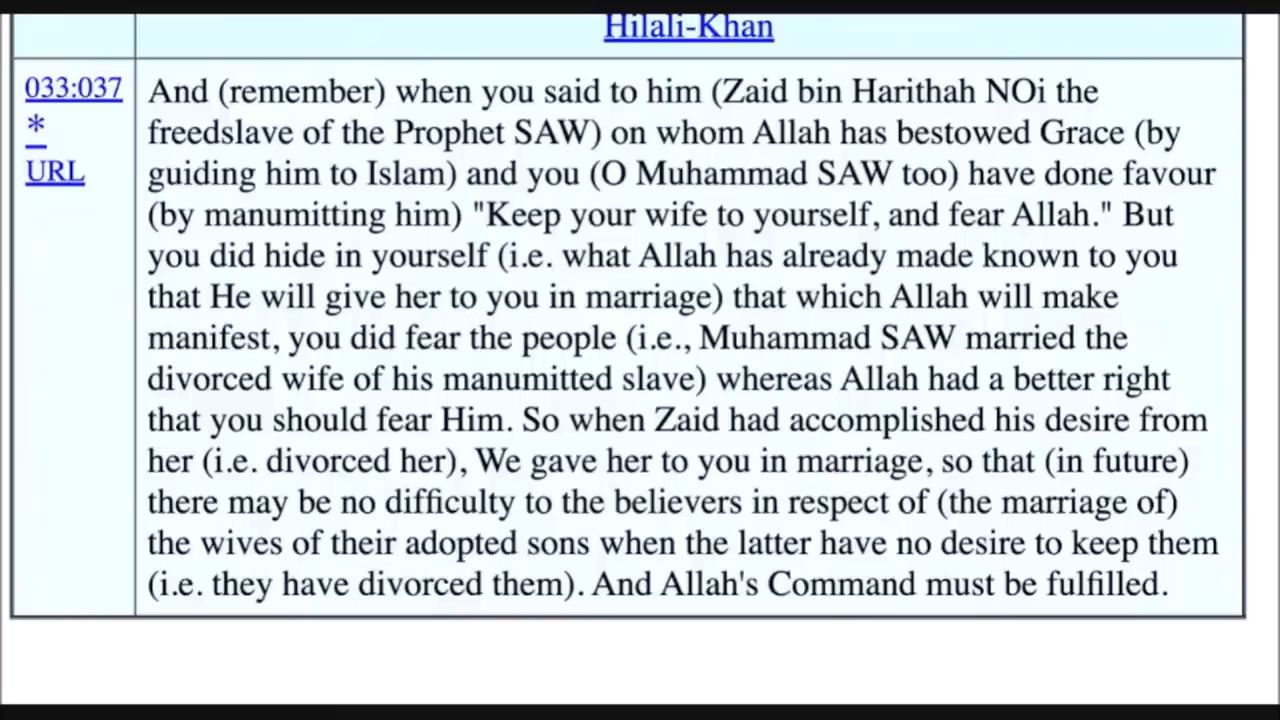 Hilali-Khan
033:037
*
URL
And (remember) when you said to him (Zaid bin Harithah NOi the
freedslave of the Prophet SAW) on whom Allah has bestowed Grace (by
guiding him to Islam) and you (O Muhammad SAW too) have done favour
(by manumitting him) "Keep your wife to yourself, and fear Allah." But
you did hide in yourself (i.e. what Allah has already made known to you
that He will give her to you in marriage) that which Allah will make
manifest, you did fear the people (i.e., Muhammad SAW married the
divorced wife of his manumitted slave) whereas Allah had a better right
that you should fear Him. So when Zaid had accomplished his desire from
her (i.e. divorced her), We gave her to you in marriage, so that (in future)
there may be no difficulty to the believers in respect of (the marriage of)
the wives of their adopted sons when the latter have no desire to keep them
(i.e. they have divorced them). And Allah's Command must be fulfilled.